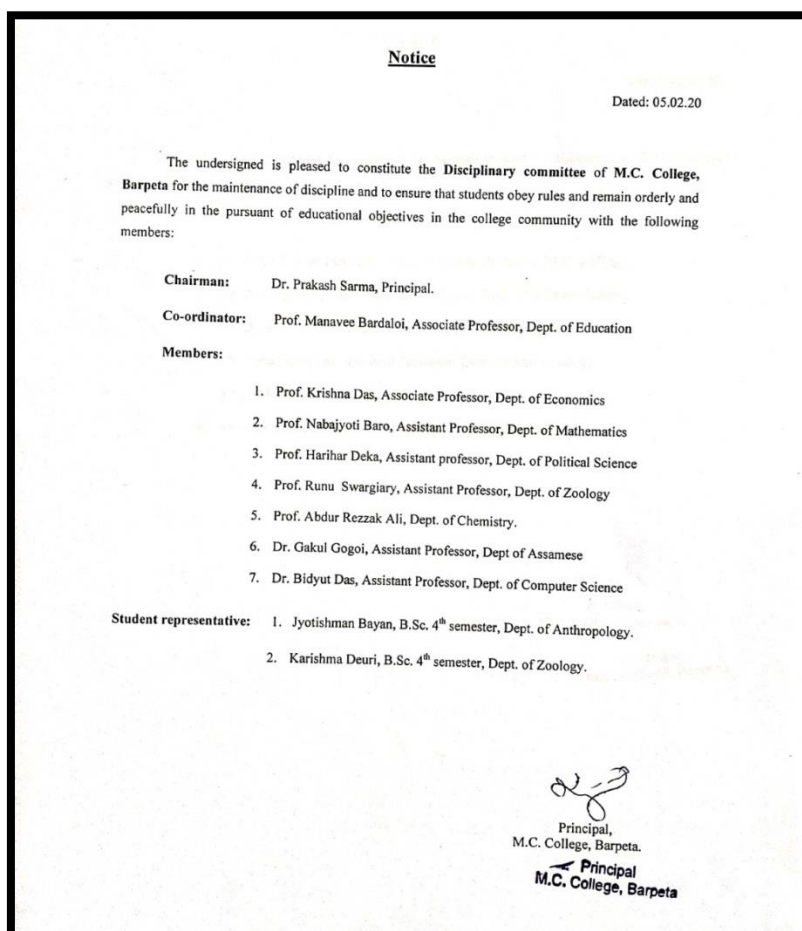 Notice
Dated: 05.02.20
The undersigned is pleased to constitute the Disciplinary committee of M.C. College,
Barpeta for the maintenance of discipline and to ensure that students obey rules and remain orderly and
peacefully in the pursuant of educational objectives in the college community with the following
members:
Chairman: Dr. Prakash Sarma, Principal.
Co-ordinator: Prof. Manavee Bardaloi, Associate Professor, Dept. of Education
Members:
1. Prof. Krishna Das, Associate Professor, Dept. of Economics
2. Prof. Nabajyoti Baro, Assistant Professor, Dept. of Mathematics
3. Prof. Harihar Deka, Assistant professor, Dept. of Political Science
4. Prof. Runu Swargiary, Assistant Professor, Dept. of Zoology
5. Prof. Abdur Rezzak Ali, Dept. of Chemistry.
6. Dr. Gakul Gogoi, Assistant Professor, Dept of Assamese
7. Dr. Bidyut Das, Assistant Professor, Dept. of Computer Science
Student representative: 1. Jyotishman Bayan, B.Sc. 4th semester, Dept. of Anthropology.
2. Karishma Deuri, B.Sc. 4th semester, Dept. of Zoology.
Principal,
M.C. College, Barpeta.
Principal
M.C. College, Barpeta